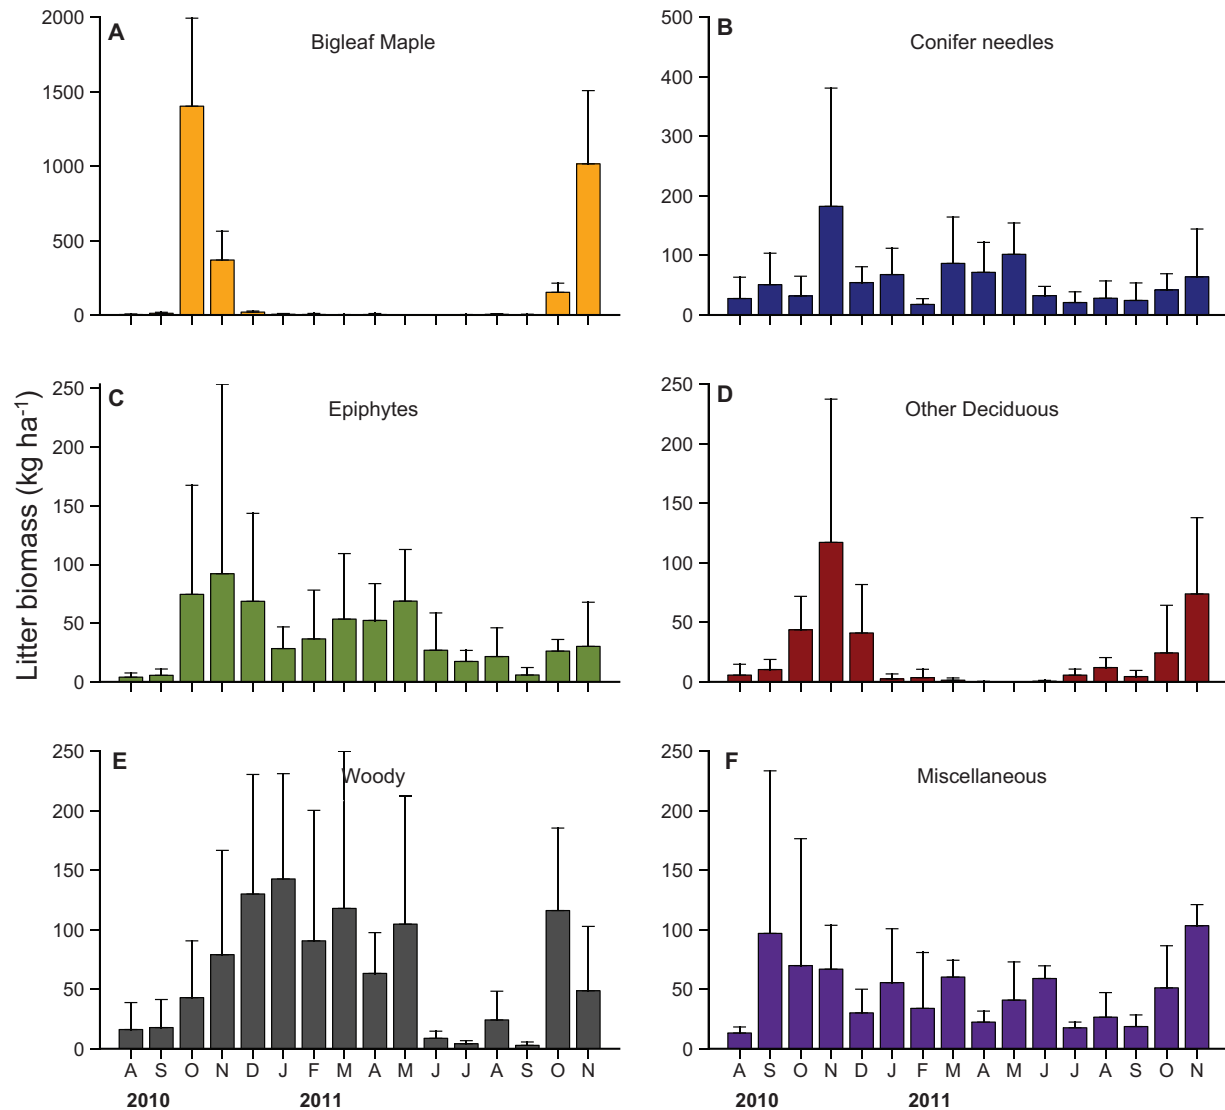 A
Bigleaf Maple
2000
1500
1000
500
0
B
Conifer needles
500
400
300
200
100
0
Litter biomass (kg ha⁻¹)
C
Epiphytes
250
200
150
100
50
0
D
Other Deciduous
250
200
150
100
50
0
E
Woody
250
200
150
100
50
0
A S O N D J F M A M J J A S O N
2010 2011
F
Miscellaneous
250
200
150
100
50
0
A S O N D J F M A M J J A S O N
2010 2011